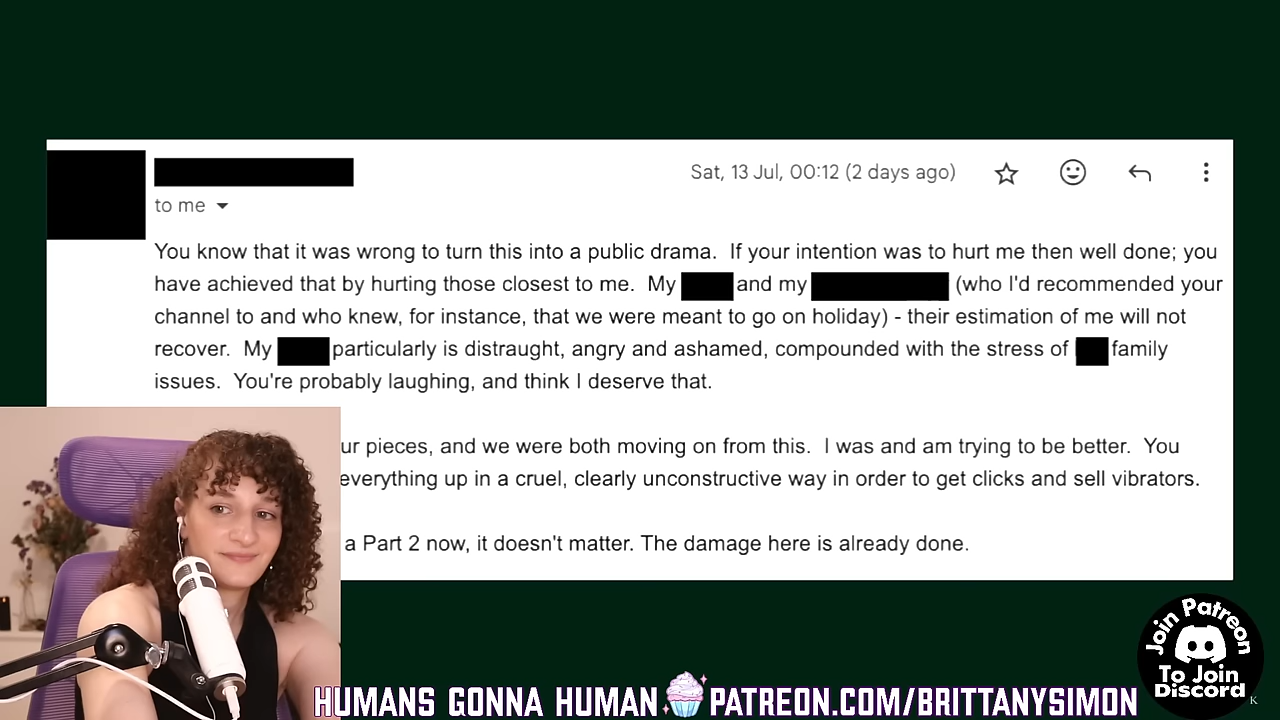 Sat, 13 Jul, 00:12 (2 days ago)
to me
You know that it was wrong to turn this into a public drama. If your intention was to hurt me then well done; you
have achieved that by hurting those closest to me. My and my (who I'd recommended your
channel to and who knew, for instance, that we were meant to go on holiday) - their estimation of me will not
recover. My particularly is distraught, angry and ashamed, compounded with the stress of family
issues. You're probably laughing, and think I deserve that.
pieces, and we were both moving on from this. I was and am trying to be better. You
everything up in a cruel, clearly unconstructive way in order to get clicks and sell vibrators.
a Part 2 now, it doesn't matter. The damage here is already done.
Join Patreon
To Join
Discord
K
HUMANS GONNA HUMAN PATREON.COM/BRITTANYSIMON